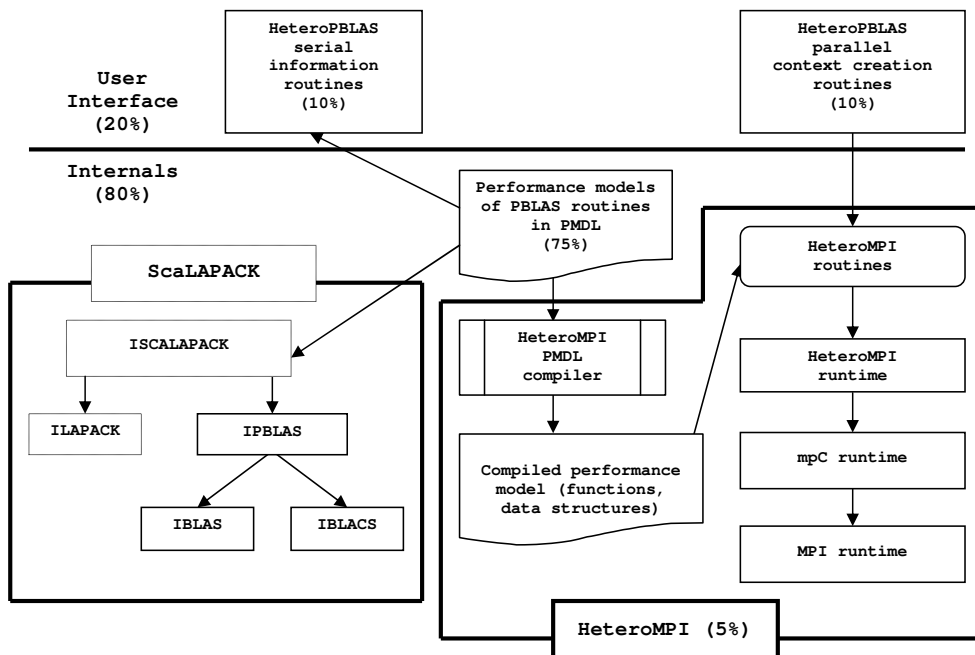 HeteroPBLAS
serial
information
routines
(10%)
HeteroPBLAS
parallel
context creation
routines
(10%)
User
Interface
(20%)
Internals
(80%)
Performance models
of PBLAS routines
in PMDL
(75%)
ScaLAPACK
HeteroMPI
routines
ISCALAPACK
HeteroMPI
PMDL
compiler
HeteroMPI
runtime
ILAPACK
IPBLAS
Compiled performance
model (functions,
data structures)
mpC runtime
IBLAS
IBLACS
MPI runtime
HeteroMPI (5%)